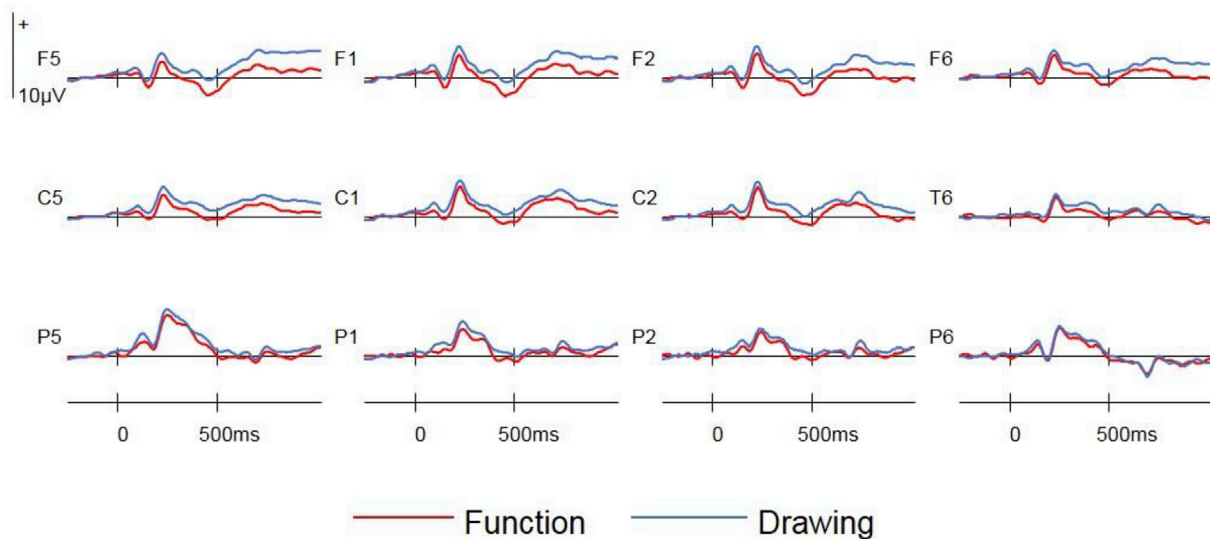 +
10µV
F5 F1 F2 F6
C5 C1 C2 T6
P5 P1 P2 P6
0 500ms 0 500ms 0 500ms 0 500ms
Function Drawing